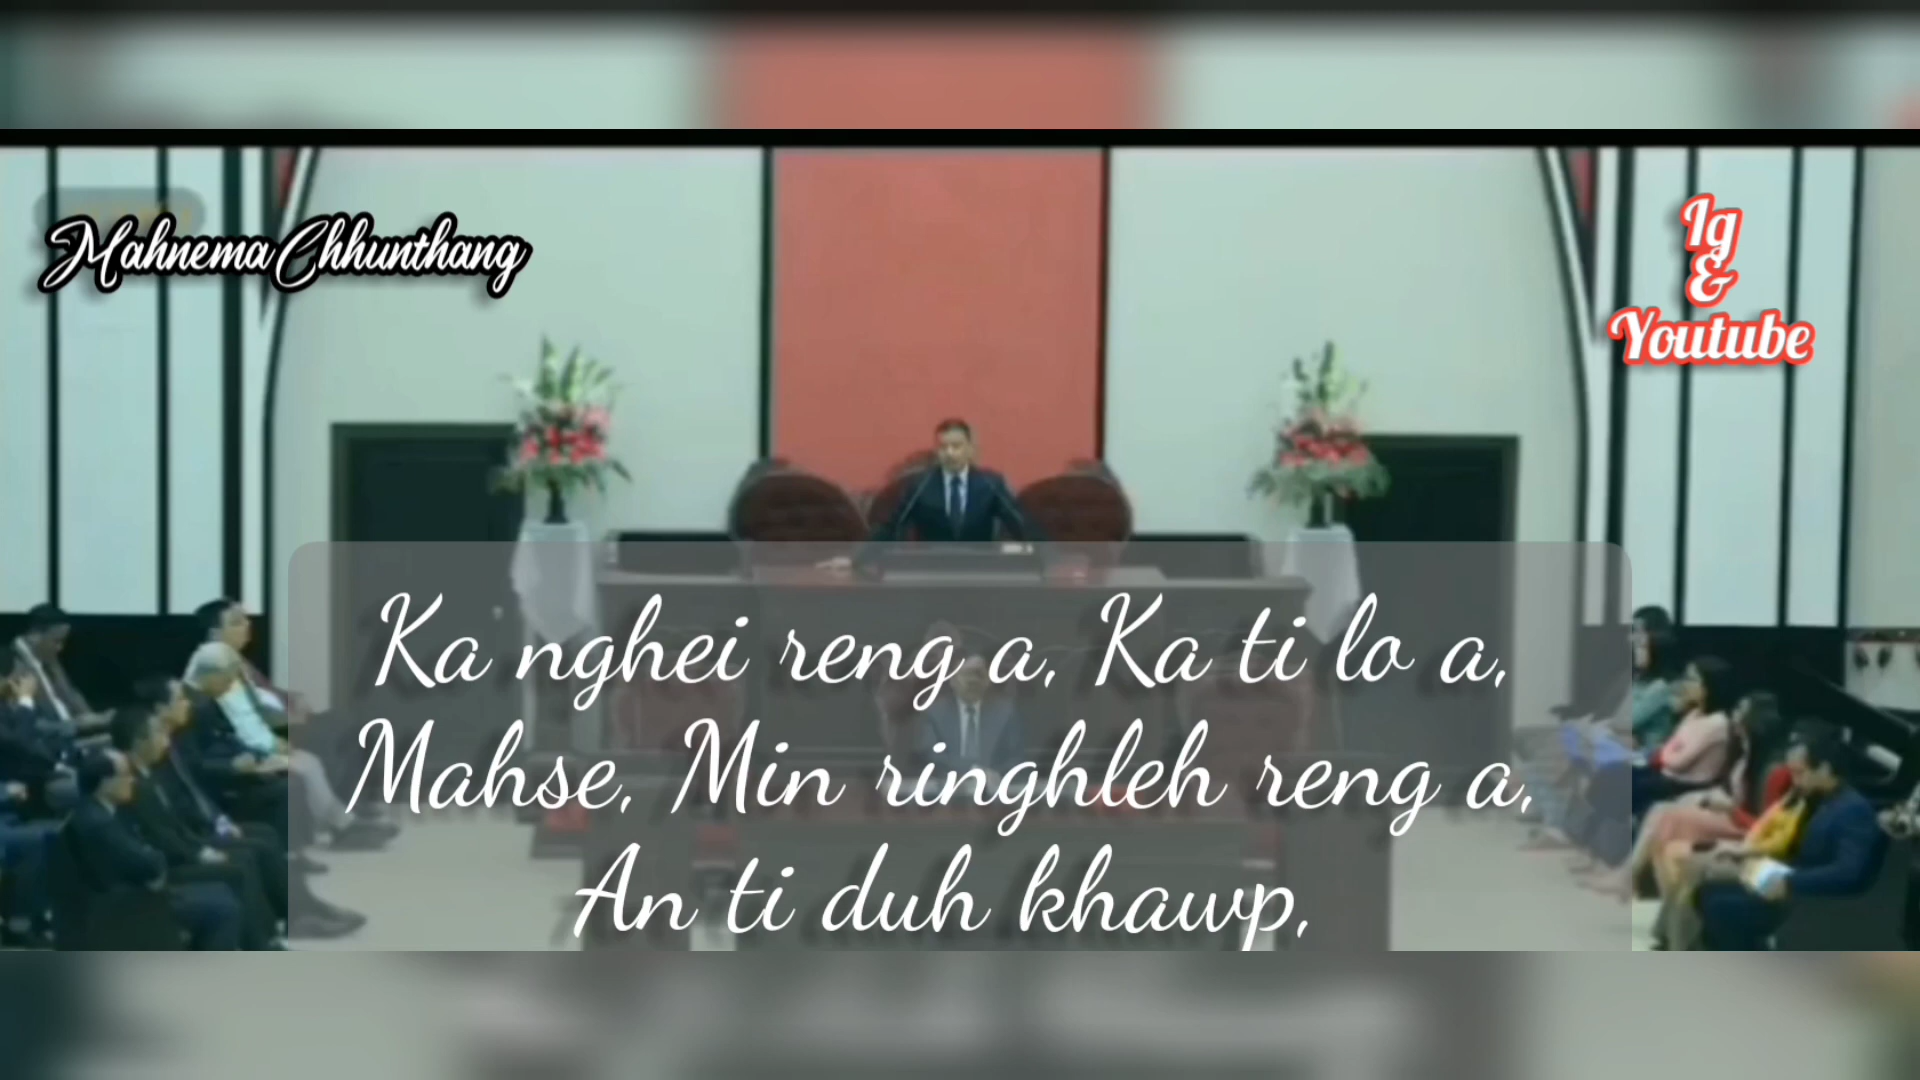 Mahnema Chhunthang
Ig
&
Youtube
Ka nghei reng a, Ka ti lo a,
Mahse, Min ringhleh reng a,
An ti duh khawp,